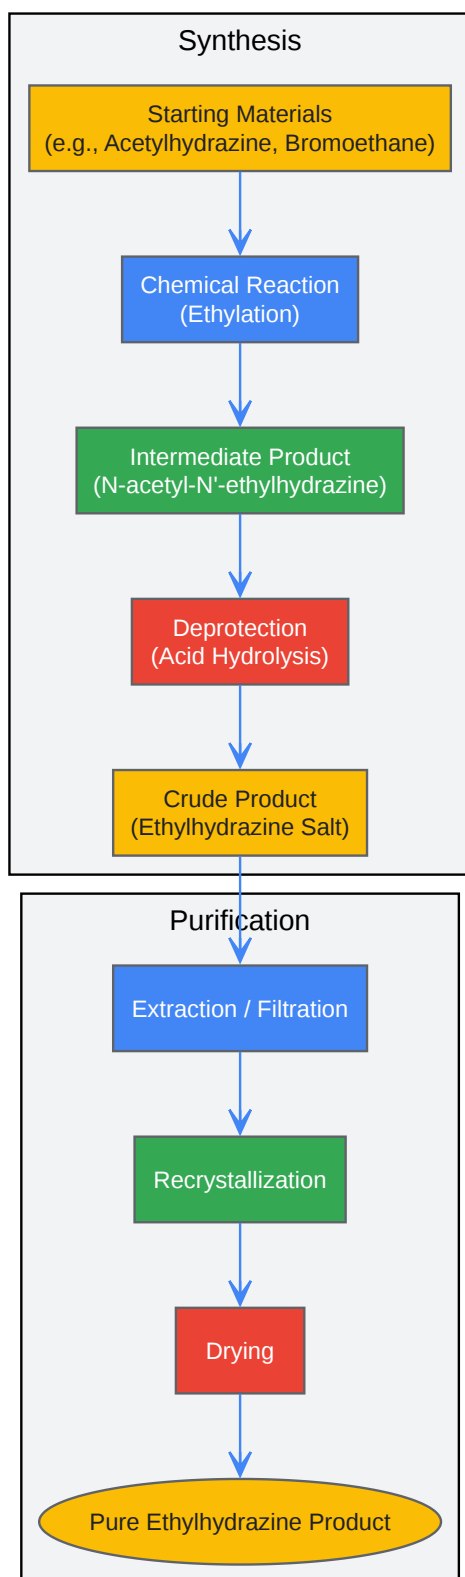 Synthesis
Starting Materials
(e.g., Acetylhydrazine, Bromoethane)
Chemical Reaction
(Ethylation)
Intermediate Product
(N-acetyl-N'-ethylhydrazine)
Deprotection
(Acid Hydrolysis)
Crude Product
(Ethylhydrazine Salt)
Purification
Extraction / Filtration
Recrystallization
Drying
Pure Ethylhydrazine Product